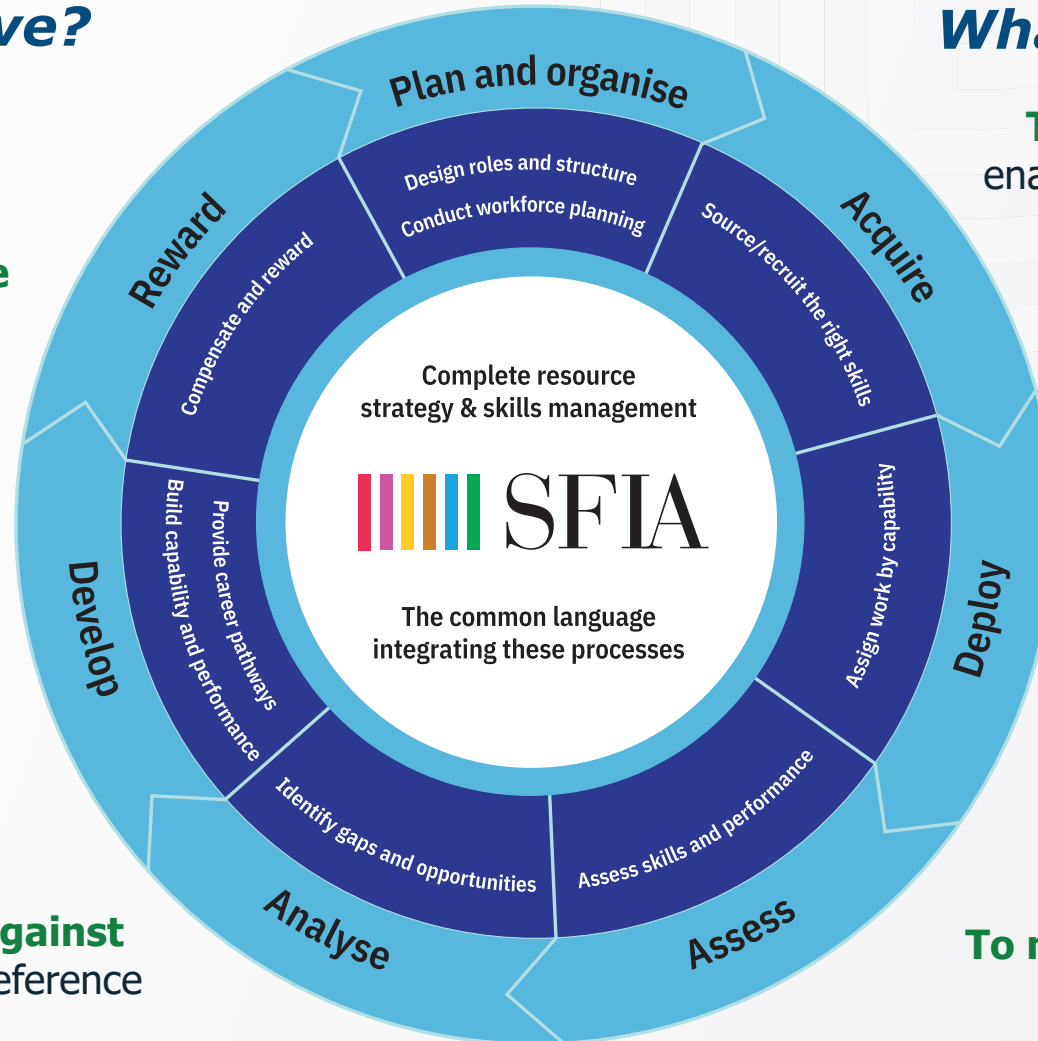 ve?
Wha
T
ena
e
gainst
eference
To
Plan and organise
Design roles and structure
Conduct workforce planning
Acquire
Source/recruit the right skills
Deploy
Assign work by capability
Assess
Assess skills and performance
Analyse
Identify gaps and opportunities
Develop
Build capability and performance
Provide career pathways
Reward
Compensate and reward
Complete resource
strategy & skills management
SFIA
The common language
integrating these processes